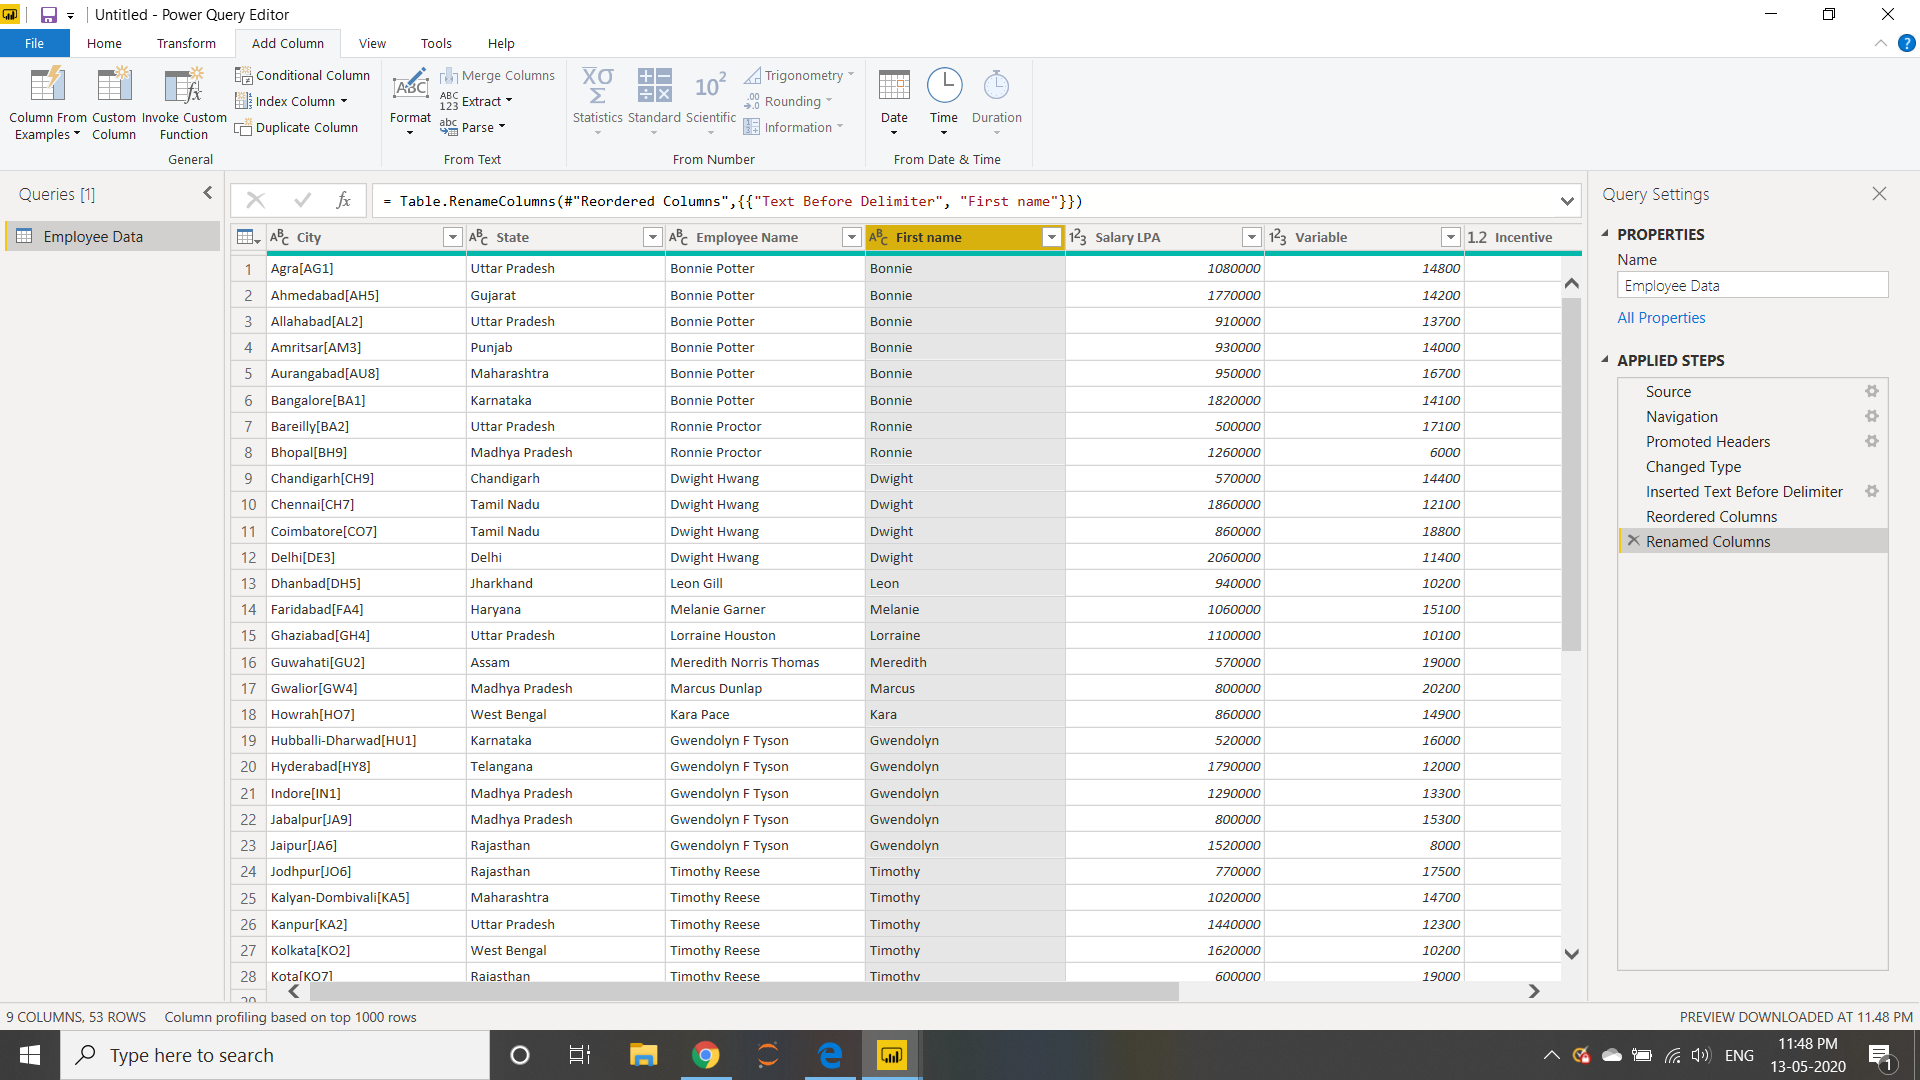 Untitled - Power Query Editor
File Home Transform Add Column View Tools Help
Column From Examples
Custom Column
Invoke Custom Function
Conditional Column
Index Column
Duplicate Column
General
Format
Merge Columns
Extract
Parse
From Text
Statistics
Standard
Scientific
Trigonometry
Rounding
Information
From Number
Date
Time
Duration
From Date & Time
Queries [1]
Employee Data
= Table.RenameColumns(#"Reordered Columns",{{"Text Before Delimiter", "First name"}})
City State Employee Name First name Salary LPA Variable 1.2 Incentive
1 Agra[AG1] Uttar Pradesh Bonnie Potter Bonnie 1080000 14800
2 Ahmedabad[AH5] Gujarat Bonnie Potter Bonnie 1770000 14200
3 Allahabad[AL2] Uttar Pradesh Bonnie Potter Bonnie 910000 13700
4 Amritsar[AM3] Punjab Bonnie Potter Bonnie 930000 14000
5 Aurangabad[AU8] Maharashtra Bonnie Potter Bonnie 950000 16700
6 Bangalore[BA1] Karnataka Bonnie Potter Bonnie 1820000 14100
7 Bareilly[BA2] Uttar Pradesh Ronnie Proctor Ronnie 500000 17100
8 Bhopal[BH9] Madhya Pradesh Ronnie Proctor Ronnie 1260000 6000
9 Chandigarh[CH9] Chandigarh Dwight Hwang Dwight 570000 14400
10 Chennai[CH7] Tamil Nadu Dwight Hwang Dwight 1860000 12100
11 Coimbatore[CO7] Tamil Nadu Dwight Hwang Dwight 860000 18800
12 Delhi[DE3] Delhi Dwight Hwang Dwight 2060000 11400
13 Dhanbad[DH5] Jharkhand Leon Gill Leon 940000 10200
14 Faridabad[FA4] Haryana Melanie Garner Melanie 1060000 15100
15 Ghaziabad[GH4] Uttar Pradesh Lorraine Houston Lorraine 1100000 10100
16 Guwahati[GU2] Assam Meredith Norris Thomas Meredith 570000 19000
17 Gwalior[GW4] Madhya Pradesh Marcus Dunlap Marcus 800000 20200
18 Howrah[HO7] West Bengal Kara Pace Kara 860000 14900
19 Hubballi-Dharwad[HU1] Karnataka Gwendolyn F Tyson Gwendolyn 520000 16000
20 Hyderabad[HY8] Telangana Gwendolyn F Tyson Gwendolyn 1790000 12000
21 Indore[IN1] Madhya Pradesh Gwendolyn F Tyson Gwendolyn 1290000 13300
22 Jabalpur[JA9] Madhya Pradesh Gwendolyn F Tyson Gwendolyn 800000 15300
23 Jaipur[JA6] Rajasthan Gwendolyn F Tyson Gwendolyn 1520000 8000
24 Jodhpur[JO6] Rajasthan Timothy Reese Timothy 770000 17500
25 Kalyan-Dombivali[KA5] Maharashtra Timothy Reese Timothy 1020000 14700
26 Kanpur[KA2] Uttar Pradesh Timothy Reese Timothy 1440000 12300
27 Kolkata[KO2] West Bengal Timothy Reese Timothy 1620000 10200
28 Kota[KO7] Rajasthan Timothy Reese Timothy 600000 19000
Query Settings
PROPERTIES
Name
Employee Data
All Properties
APPLIED STEPS
Source
Navigation
Promoted Headers
Changed Type
Inserted Text Before Delimiter
Reordered Columns
Renamed Columns
9 COLUMNS, 53 ROWS Column profiling based on top 1000 rows
PREVIEW DOWNLOADED AT 11.48 PM
Type here to search
ENG
11:48 PM
13-05-2020
1